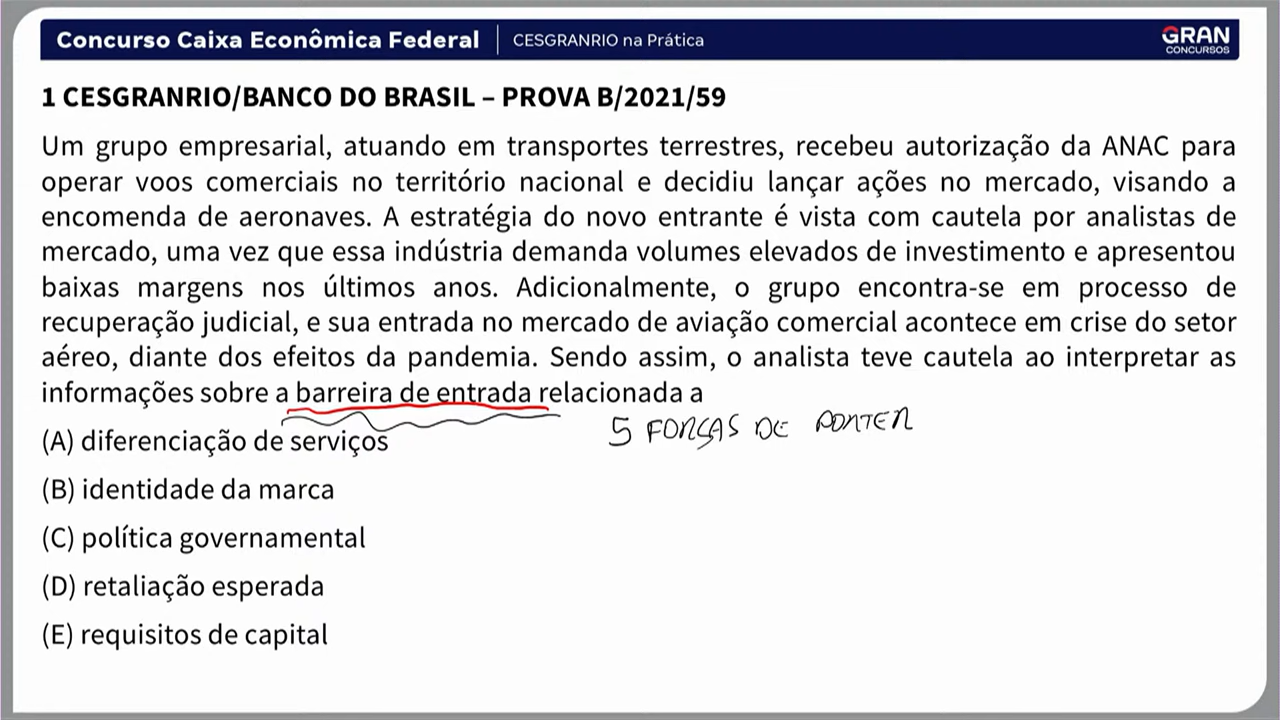 Concurso Caixa Econômica Federal | CESGRANRIO na Prática
GRAN
CONCURSOS
1 CESGRANRIO/BANCO DO BRASIL – PROVA B/2021/59
Um grupo empresarial, atuando em transportes terrestres, recebeu autorização da ANAC para
operar voos comerciais no território nacional e decidiu lançar ações no mercado, visando a
encomenda de aeronaves. A estratégia do novo entrante é vista com cautela por analistas de
mercado, uma vez que essa indústria demanda volumes elevados de investimento e apresentou
baixas margens nos últimos anos. Adicionalmente, o grupo encontra-se em processo de
recuperação judicial, e sua entrada no mercado de aviação comercial acontece em crise do setor
aéreo, diante dos efeitos da pandemia. Sendo assim, o analista teve cautela ao interpretar as
informações sobre a barreira de entrada relacionada a
5 FORÇAS DE PORTER
(A) diferenciação de serviços
(B) identidade da marca
(C) política governamental
(D) retaliação esperada
(E) requisitos de capital